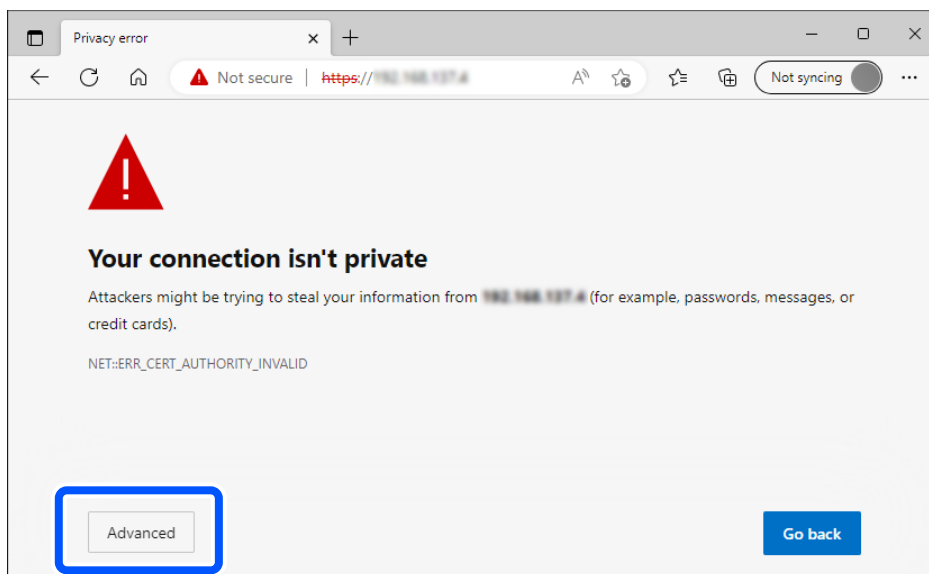 Privacy error
Not secure | https://
Not syncing
Your connection isn't private
Attackers might be trying to steal your information from (for example, passwords, messages, or
credit cards).
NET::ERR_CERT_AUTHORITY_INVALID
Advanced
Go back